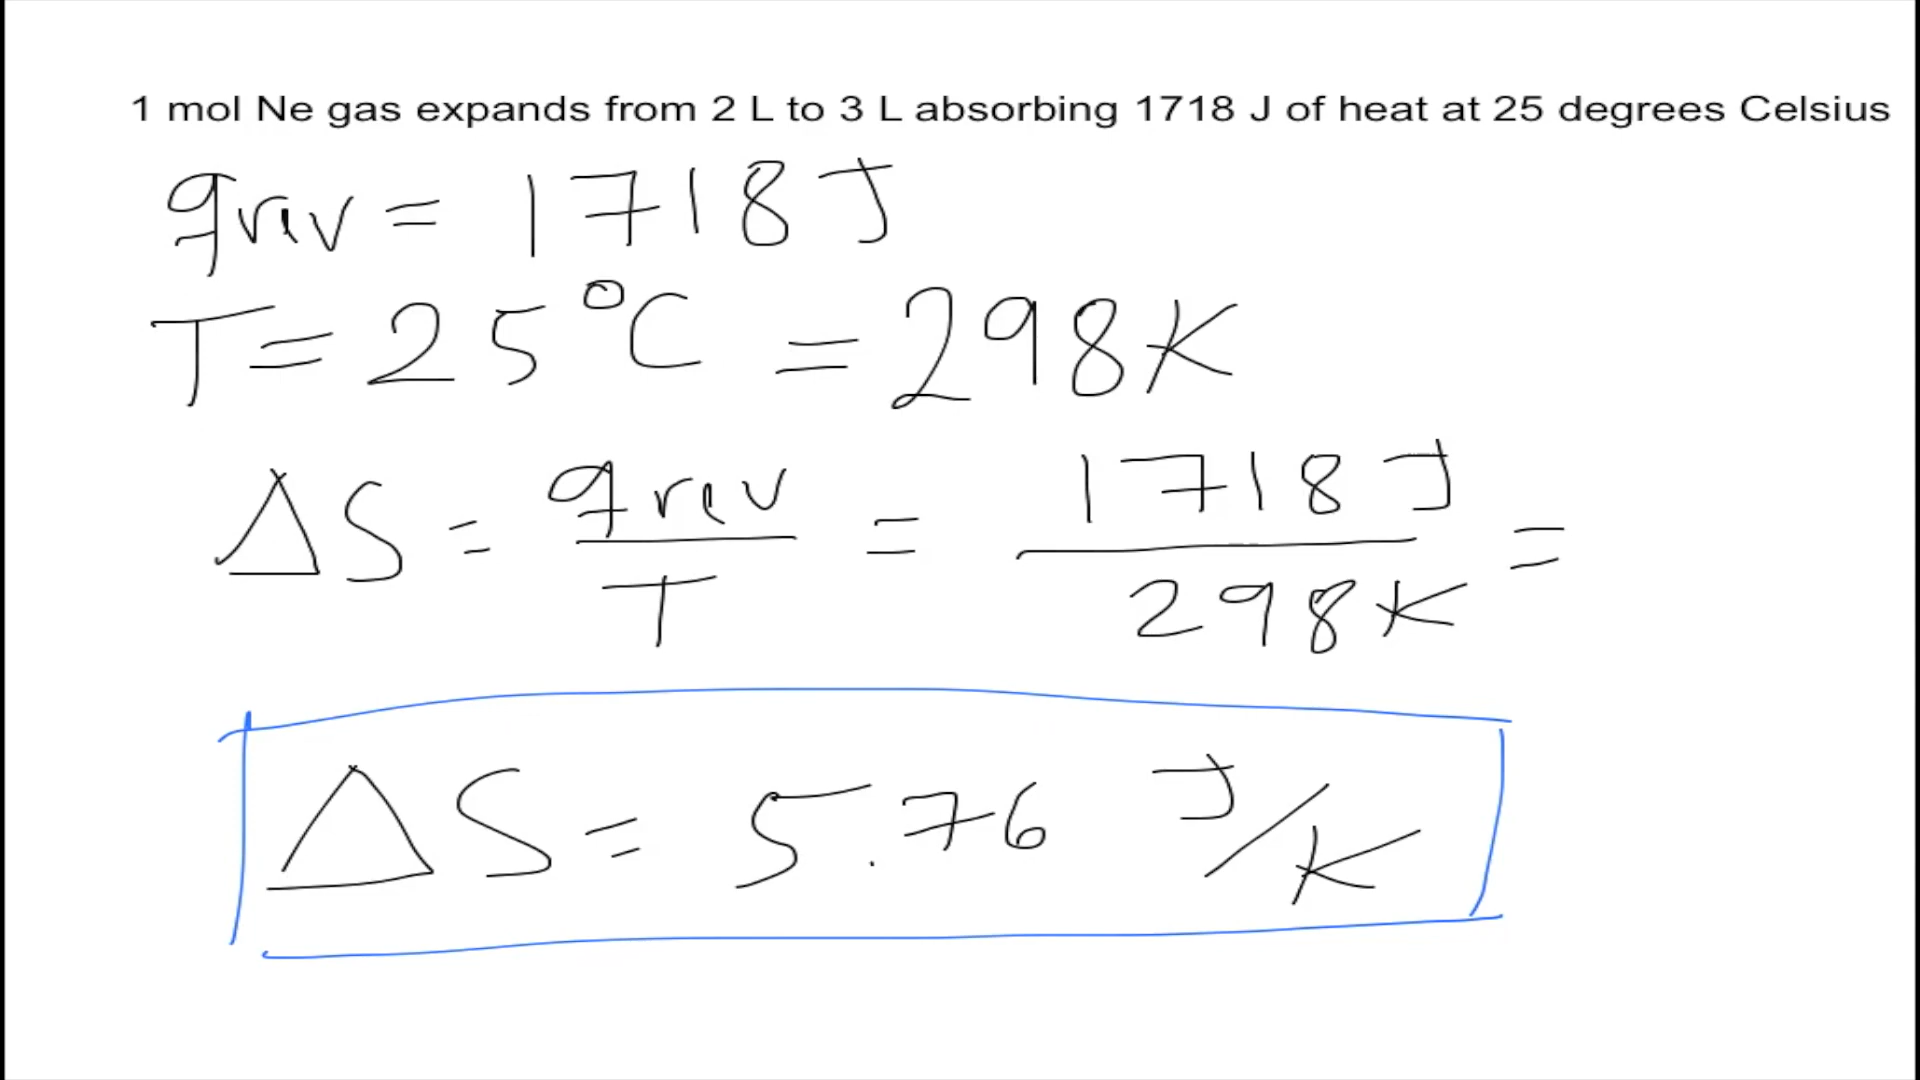 1 mol Ne gas expands from 2 L to 3 L absorbing 1718 J of heat at 25 degrees Celsius
qrev = 1718 J
T = 25°C = 298K
ΔS = qrev/T = 1718 J/298K =
ΔS = 5.76 J/K